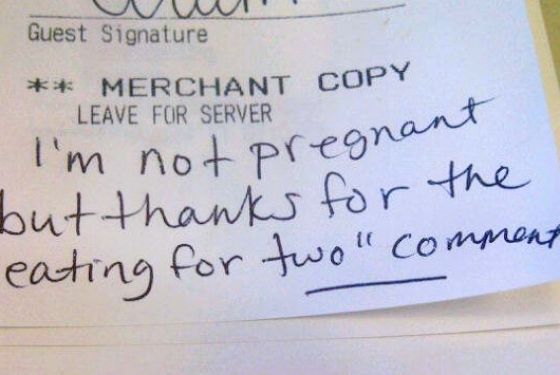 Guest Signature
** MERCHANT COPY
LEAVE FOR SERVER
I'm not pregnant
but thanks for the
eating for two" comment